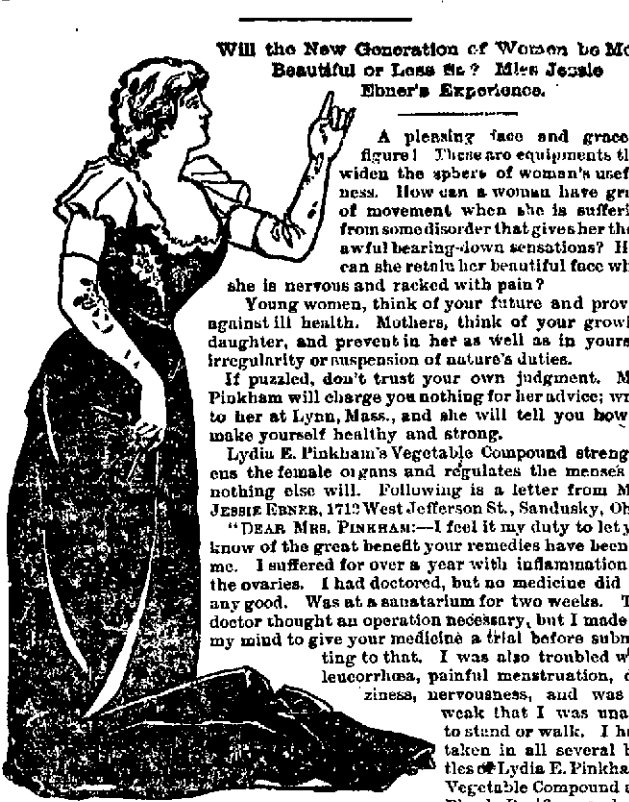 Will the New Generation of Women be Mo
Beautiful or Less So? Miss Jessie
Ebner's Experience.
A pleasing face and grace
figure! These are equipments th
widen the sphere of woman's usef
ness. How can a woman have gra
of movement when she is sufferi
from some disorder that gives her tho
awful bearing-down sensations? H
can she retain her beautiful face wh
she is nervous and racked with pain?
Young women, think of your future and prov
against ill health. Mothers, think of your growi
daughter, and prevent in her as well as in yours
irregularity or suspension of nature's duties.
If puzzled, don't trust your own judgment. M
Pinkham will charge you nothing for her advice; wr
to her at Lynn, Mass., and she will tell you how
make yourself healthy and strong.
Lydia E. Pinkham's Vegetable Compound streng
ens the female organs and regulates the menses
nothing else will. Following is a letter from M
JESSIE EBNER, 1712 West Jefferson St., Sandusky, Oh
"DEAR MRS. PINKHAM:—I feel it my duty to let y
know of the great benefit your remedies have been
me. I suffered for over a year with inflammation
the ovaries. I had doctored, but no medicine did
any good. Was at a sanatarium for two weeks. T
doctor thought an operation necessary, but I made
my mind to give your medicine a trial before subm
ting to that. I was also troubled w
leucorrhœa, painful menstruation, d
ziness, nervousness, and was
weak that I was una
to stand or walk. I ha
taken in all several b
tles of Lydia E. Pinkha
Vegetable Compound a